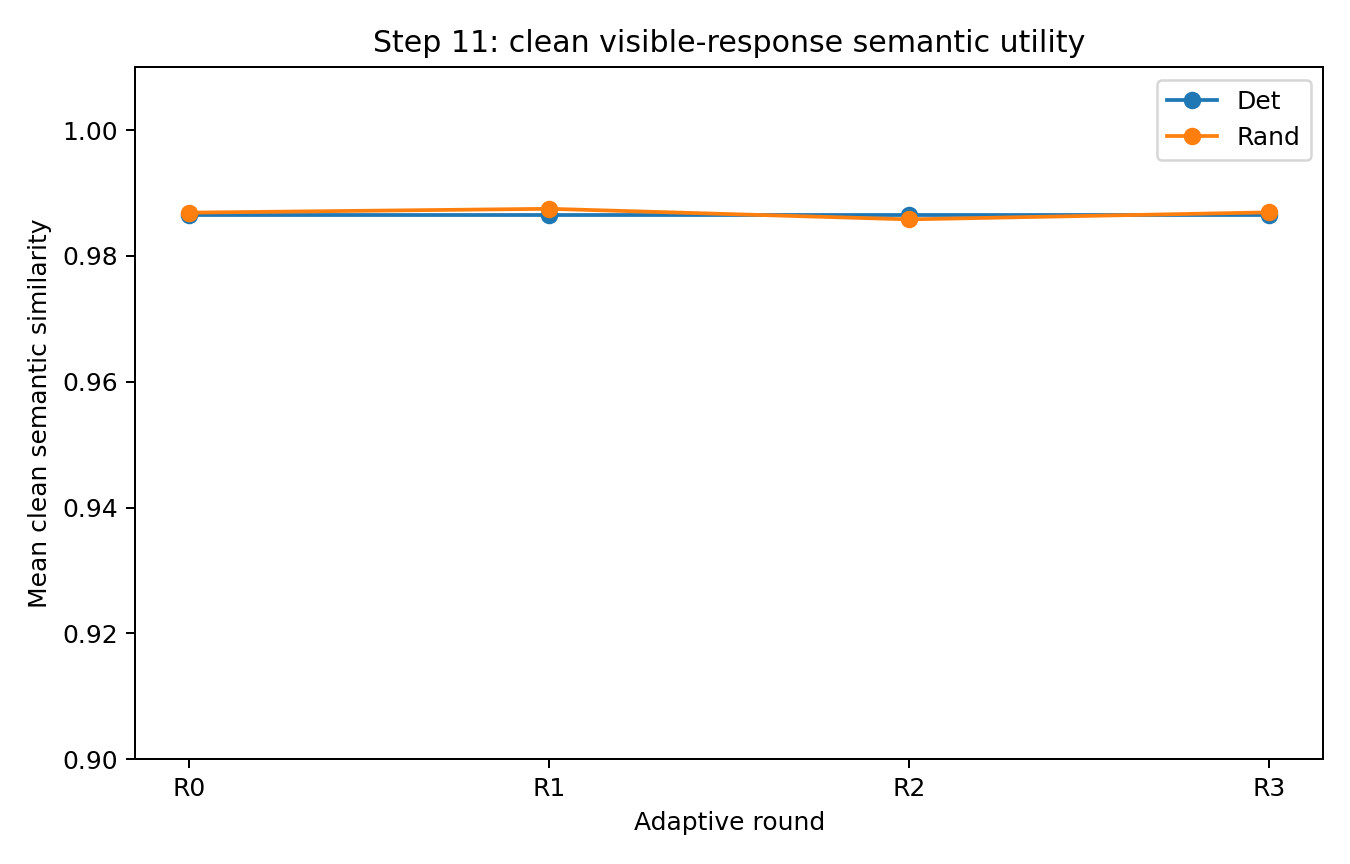 Step 11: clean visible-response semantic utility
Det
Rand
Mean clean semantic similarity
1.00
0.98
0.96
0.94
0.92
0.90
R0
R1
R2
R3
Adaptive round